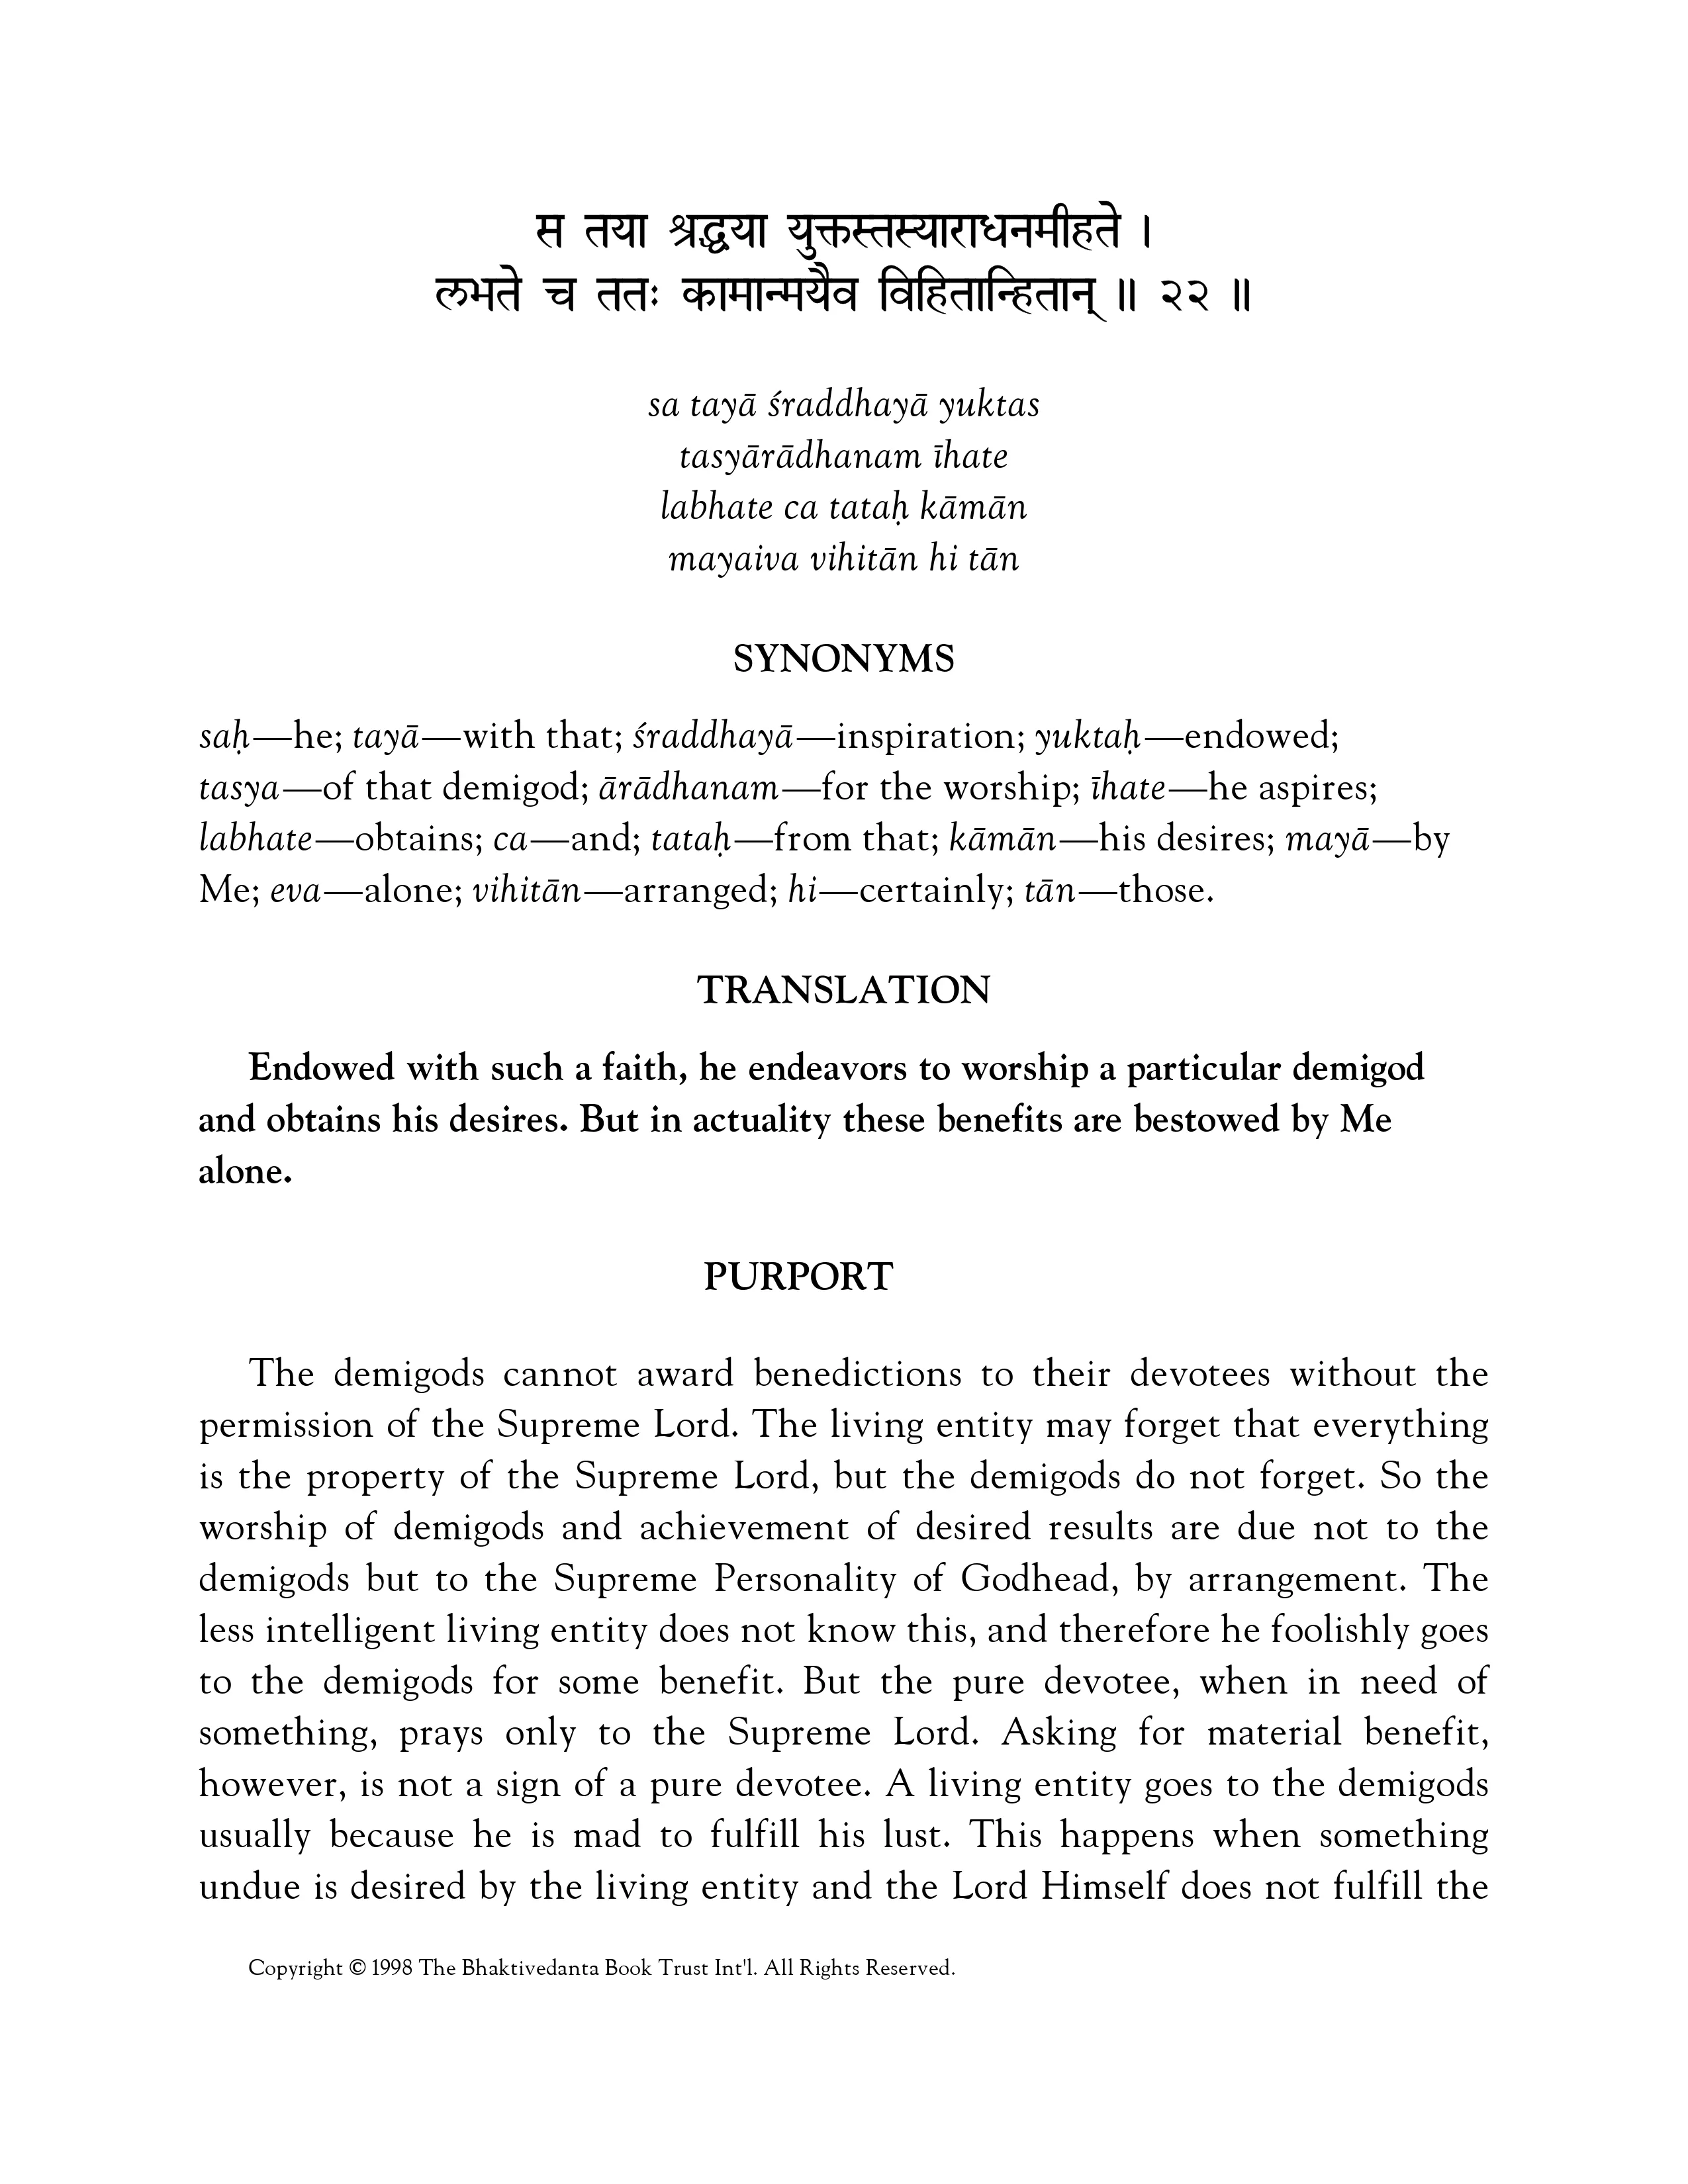 स तया श्रद्धया युक्तस्तस्याराधनमीहते ।
लभते च ततः कामान्मयैव विहितान्हितान् ॥ २२ ॥
sa tayā śraddhayā yuktas
tasyārādhanam īhate
labhate ca tataḥ kāmān
mayaiva vihitān hi tān
SYNONYMS
saḥ—he; tayā—with that; śraddhayā—inspiration; yuktaḥ—endowed;
tasya—of that demigod; ārādhanam—for the worship; īhate—he aspires;
labhate—obtains; ca—and; tataḥ—from that; kāmān—his desires; mayā—by
Me; eva—alone; vihitān—arranged; hi—certainly; tān—those.
TRANSLATION
Endowed with such a faith, he endeavors to worship a particular demigod
and obtains his desires. But in actuality these benefits are bestowed by Me
alone.
PURPORT
The demigods cannot award benedictions to their devotees without the
permission of the Supreme Lord. The living entity may forget that everything
is the property of the Supreme Lord, but the demigods do not forget. So the
worship of demigods and achievement of desired results are due not to the
demigods but to the Supreme Personality of Godhead, by arrangement. The
less intelligent living entity does not know this, and therefore he foolishly goes
to the demigods for some benefit. But the pure devotee, when in need of
something, prays only to the Supreme Lord. Asking for material benefit,
however, is not a sign of a pure devotee. A living entity goes to the demigods
usually because he is mad to fulfill his lust. This happens when something
undue is desired by the living entity and the Lord Himself does not fulfill the
Copyright © 1998 The Bhaktivedanta Book Trust Int'l. All Rights Reserved.